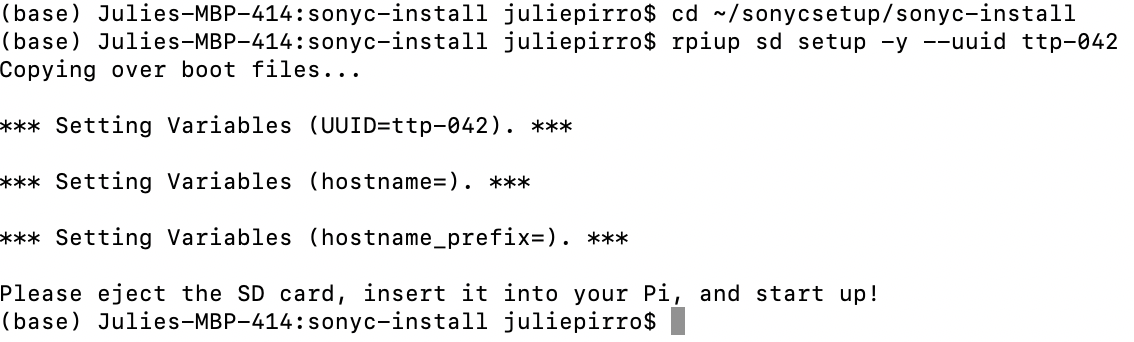 (base) Julies-MBP-414:sonyc-install juliepirro$ cd ~/sonycsetup/sonyc-install
(base) Julies-MBP-414:sonyc-install juliepirro$ rpiup sd setup -y --uuid ttp-042
Copying over boot files...
*** Setting Variables (UUID=ttp-042). ***
*** Setting Variables (hostname=). ***
*** Setting Variables (hostname_prefix=). ***
Please eject the SD card, insert it into your Pi, and start up!
(base) Julies-MBP-414:sonyc-install juliepirro$